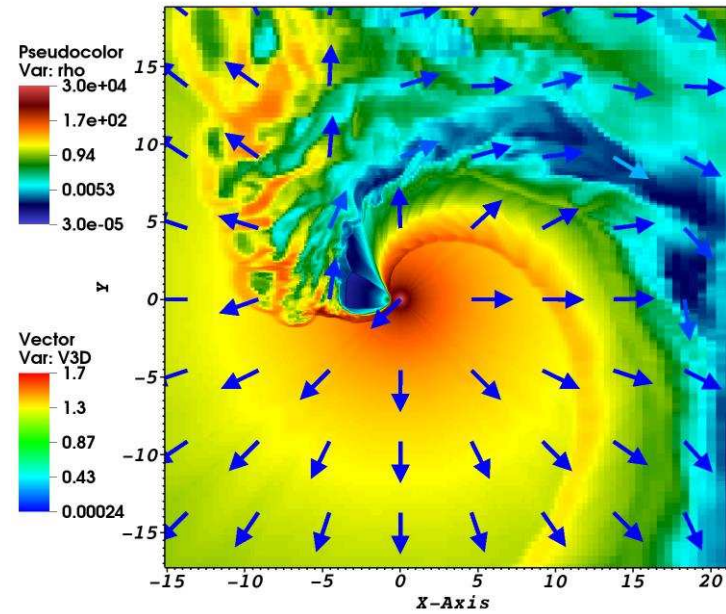 Pseudocolor
Var: rho
3.0e+04
1.7e+02
0.94
0.0053
3.0e-05
Vector
Var: V3D
1.7
1.3
0.87
0.43
0.00024
Y
15
10
5
0
-5
-10
-15
-15 -10 -5 0 5 10 15 20
X-Axis